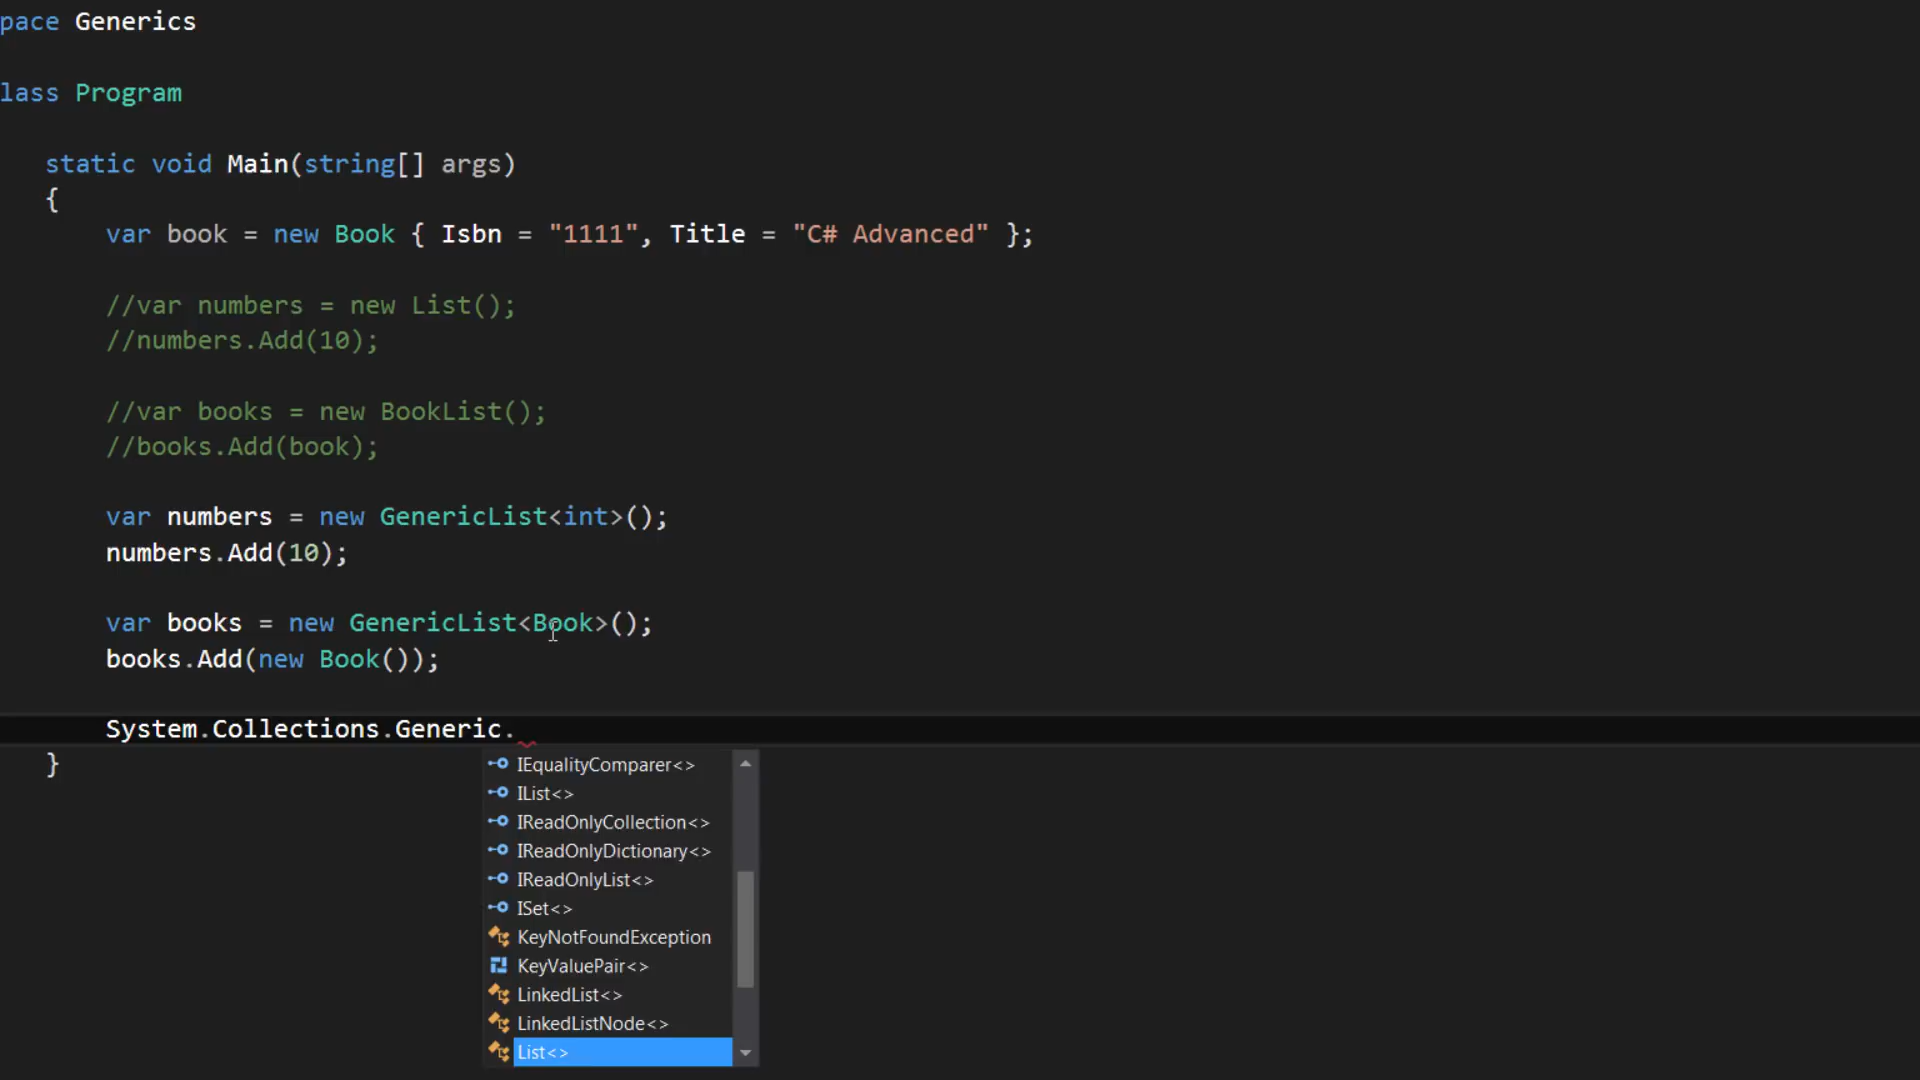 pace Generics
lass Program
static void Main(string[] args)
{
var book = new Book { Isbn = "1111", Title = "C# Advanced" };
//var numbers = new List();
//numbers.Add(10);
//var books = new BookList();
//books.Add(book);
var numbers = new GenericList<int>();
numbers.Add(10);
var books = new GenericList<Book>();
books.Add(new Book());
System.Collections.Generic.
}
IEqualityComparer<>
IList<>
IReadOnlyCollection<>
IReadOnlyDictionary<>
IReadOnlyList<>
ISet<>
KeyNotFoundException
KeyValuePair<>
LinkedList<>
LinkedListNode<>
List<>